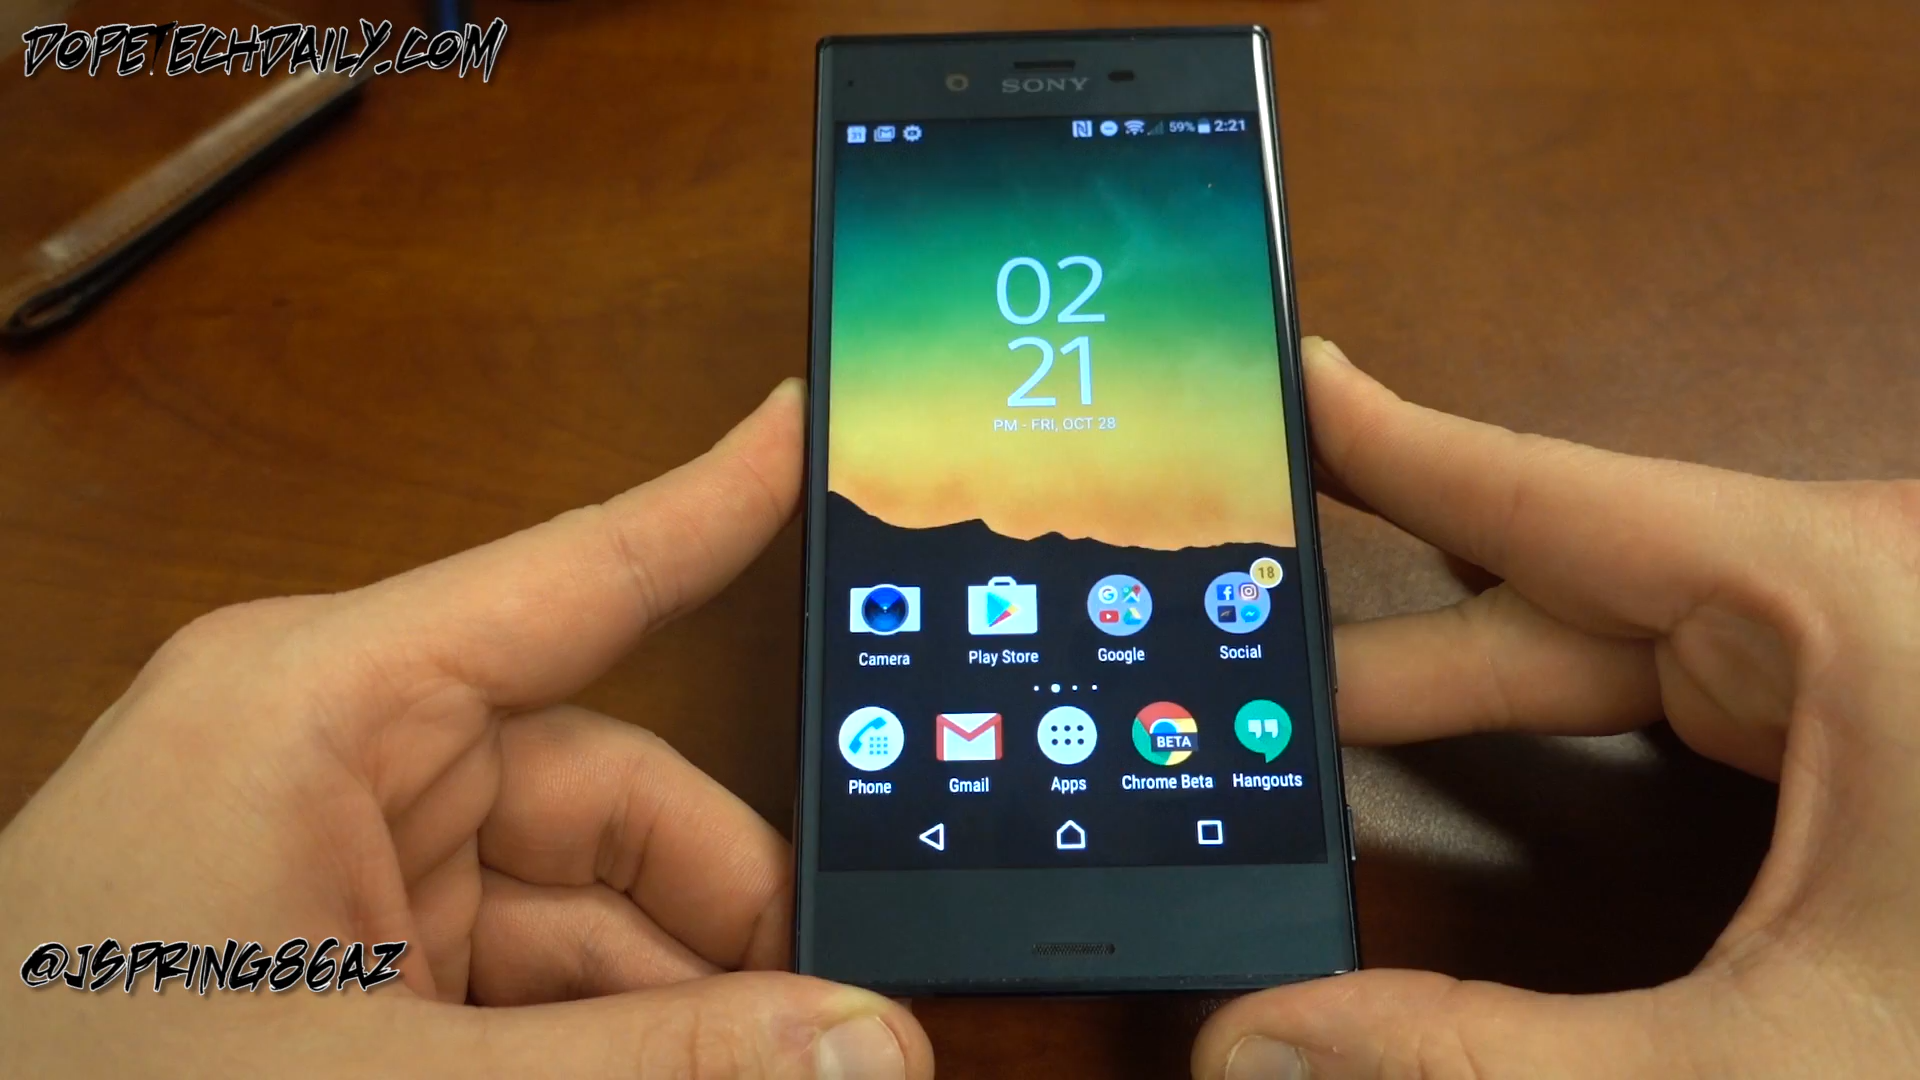 DOPETECHDAILY.COM
SONY
31
59% 2:21
02
21
PM - FRI, OCT 28
18
Camera
Play Store
Google
Social
BETA
Phone
Gmail
Apps
Chrome Beta
Hangouts
@JSPRING86AZ